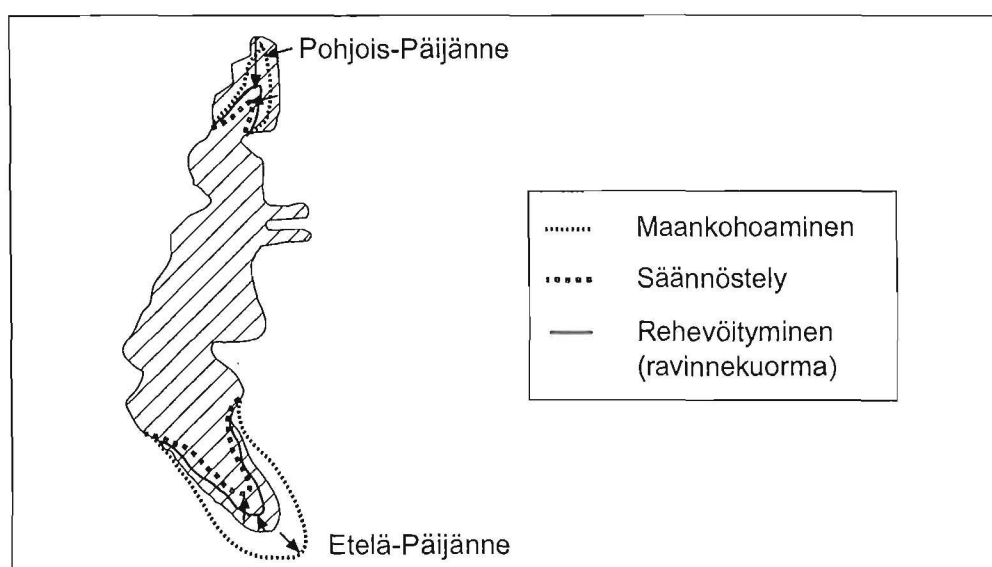 Pohjois-Päijänne
Maankohoaminen
Säännöstely
Rehevöityminen
(ravinnekuorma)
Etelä-Päijänne